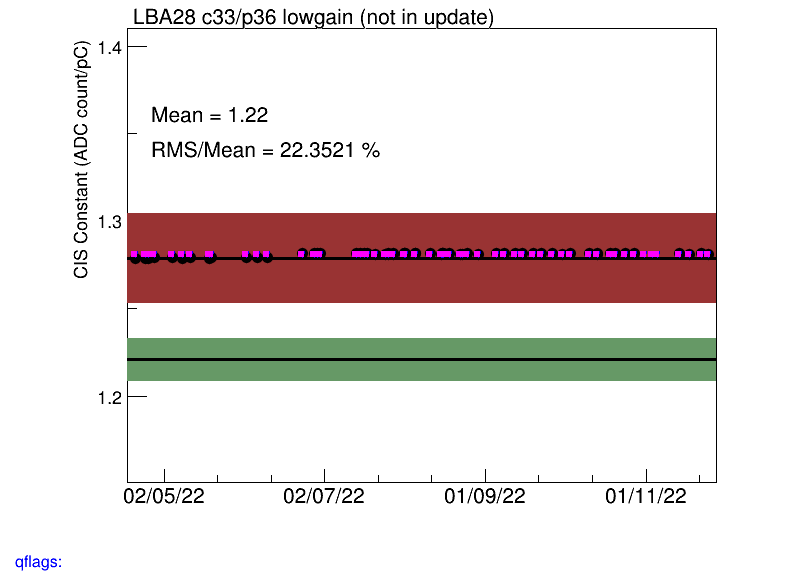 LBA28 c33/p36 lowgain (not in update)
CIS Constant (ADC count/pC)
1.4
Mean = 1.22
RMS/Mean = 22.3521 %
1.3
1.2
02/05/22 02/07/22 01/09/22 01/11/22
qflags: